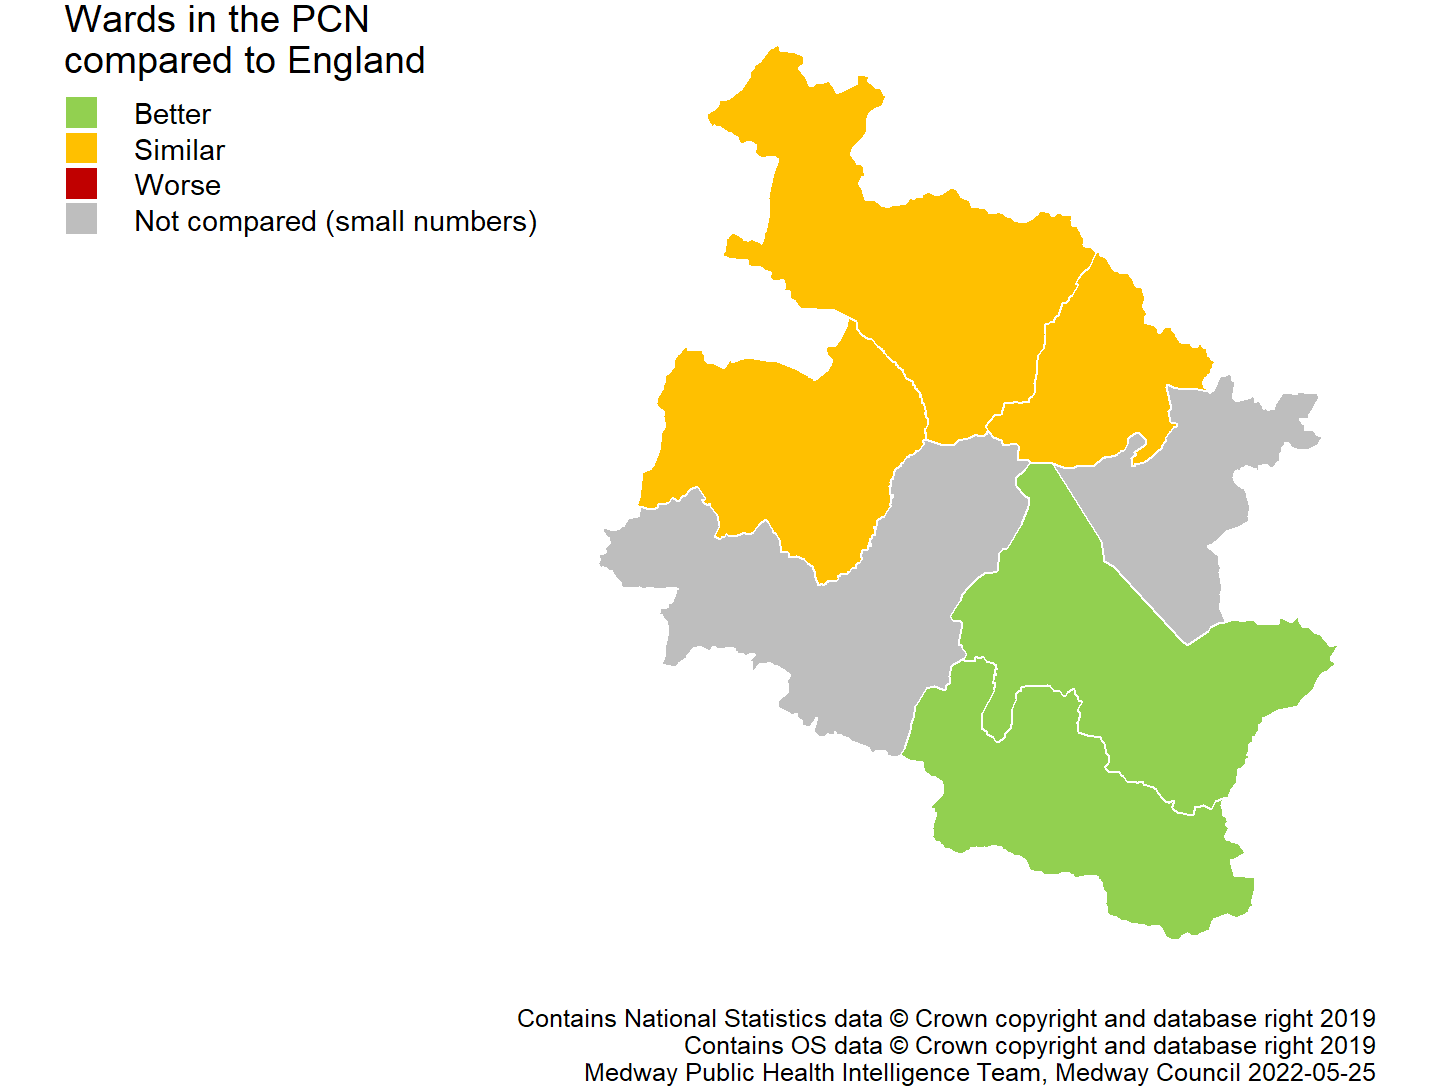 Wards in the PCN
compared to England
Better
Similar
Worse
Not compared (small numbers)
Contains National Statistics data © Crown copyright and database right 2019
Contains OS data © Crown copyright and database right 2019
Medway Public Health Intelligence Team, Medway Council 2022-05-25